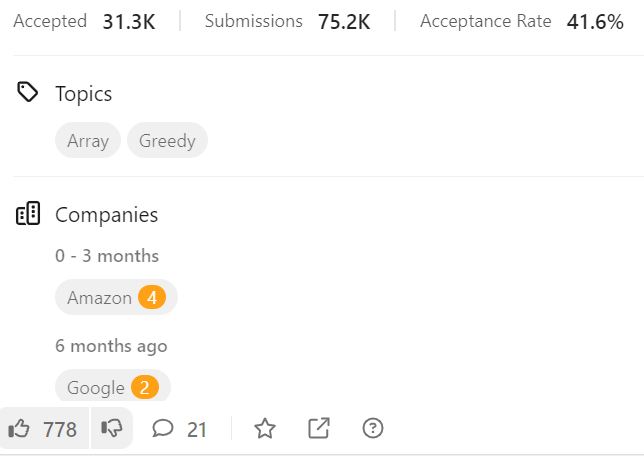 Accepted 31.3K Submissions 75.2K Acceptance Rate 41.6%
Topics
Array Greedy
Companies
0 - 3 months
Amazon 4
6 months ago
Google 2
778 21